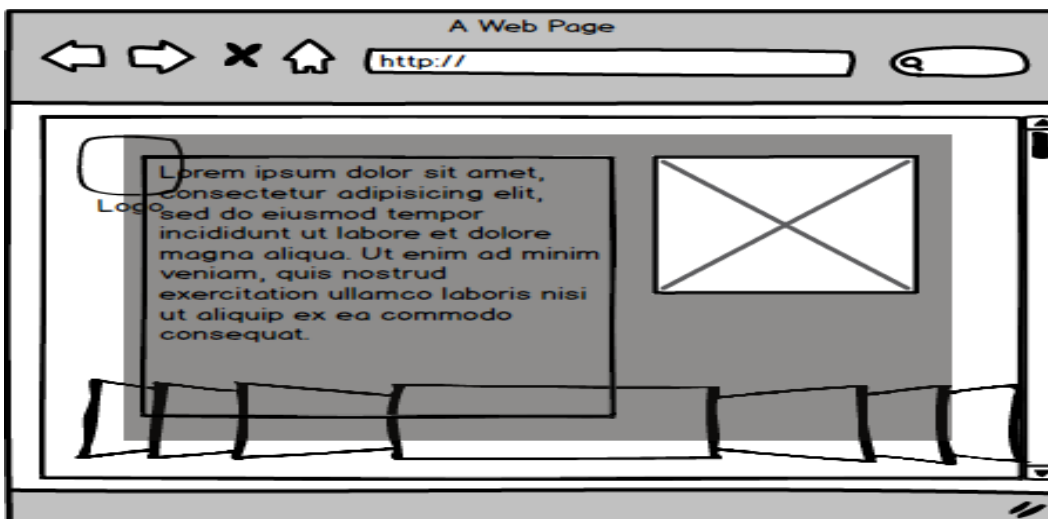 A Web Page
http://
Lorem ipsum dolor sit amet,
consectetur adipisicing elit,
Logo
sed do eiusmod tempor
incididunt ut labore et dolore
magna aliqua. Ut enim ad minim
veniam, quis nostrud
exercitation ullamco laboris nisi
ut aliquip ex ea commodo
consequat.